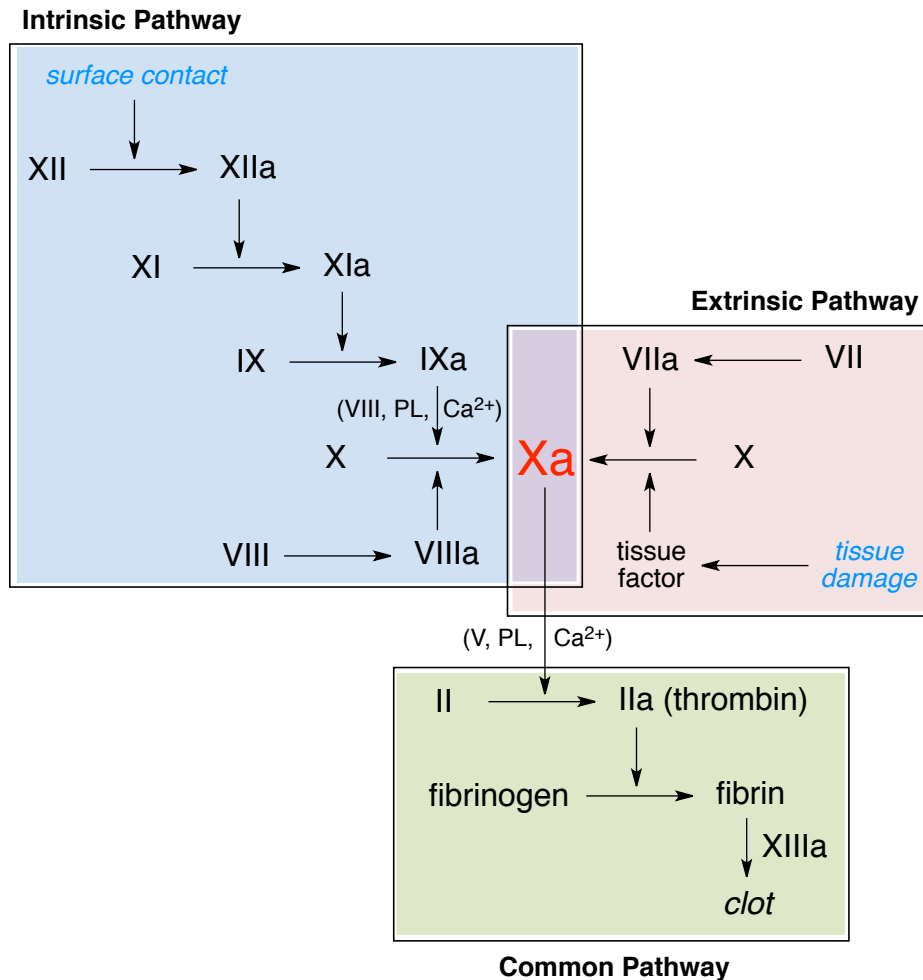 Intrinsic Pathway
surface contact
XII
XIIa
XI
XIa
Extrinsic Pathway
IX
IXa
VIIa
VII
(VIII, PL, Ca²⁺)
X
Xa
X
VIII
VIIIa
tissue
factor
tissue
damage
(V, PL, Ca²⁺)
II
IIa (thrombin)
fibrinogen
fibrin
XIIIa
clot
Common Pathway